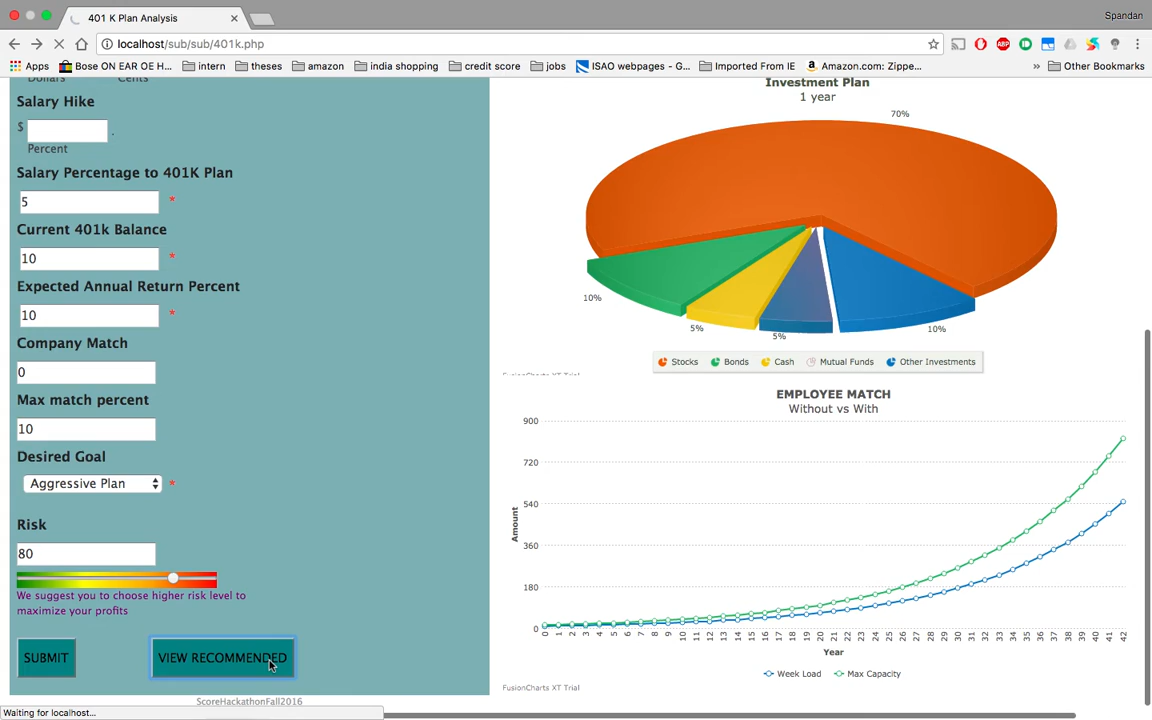 401 K Plan Analysis
Spandan
localhost/sub/sub/401k.php
Apps
Bose ON EAR OE H...
intern
theses
amazon
india shopping
credit score
jobs
ISAO webpages - G...
Imported From IE
Amazon.com: Zippe...
»
Other Bookmarks
Dollars Cents
Salary Hike
$ .
Percent
Salary Percentage to 401K Plan
5 *
Current 401k Balance
10 *
Expected Annual Return Percent
10 *
Company Match
0
Max match percent
10
Desired Goal
Aggressive Plan *
Risk
80
We suggest you to choose higher risk level to
maximize your profits
SUBMIT
VIEW RECOMMENDED
ScoreHackathonFall2016
Waiting for localhost...
Investment Plan
1 year
70%
10%
5%
5%
10%
Stocks Bonds Cash Mutual Funds Other Investments
FusionCharts XT Trial
EMPLOYEE MATCH
Without vs With
Amount
900
720
540
360
180
0
0 1 2 3 4 5 6 7 8 9 10 11 12 13 14 15 16 17 18 19 20 21 22 23 24 25 26 27 28 29 30 31 32 33 34 35 36 37 38 39 40 41 42
Year
Week Load Max Capacity
FusionCharts XT Trial